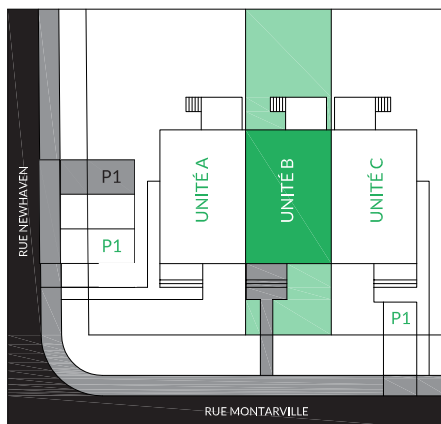 RUE NEWHAVEN
P1
P1
UNITÉ A
UNITÉ B
UNITÉ C
P1
RUE MONTARVILLE